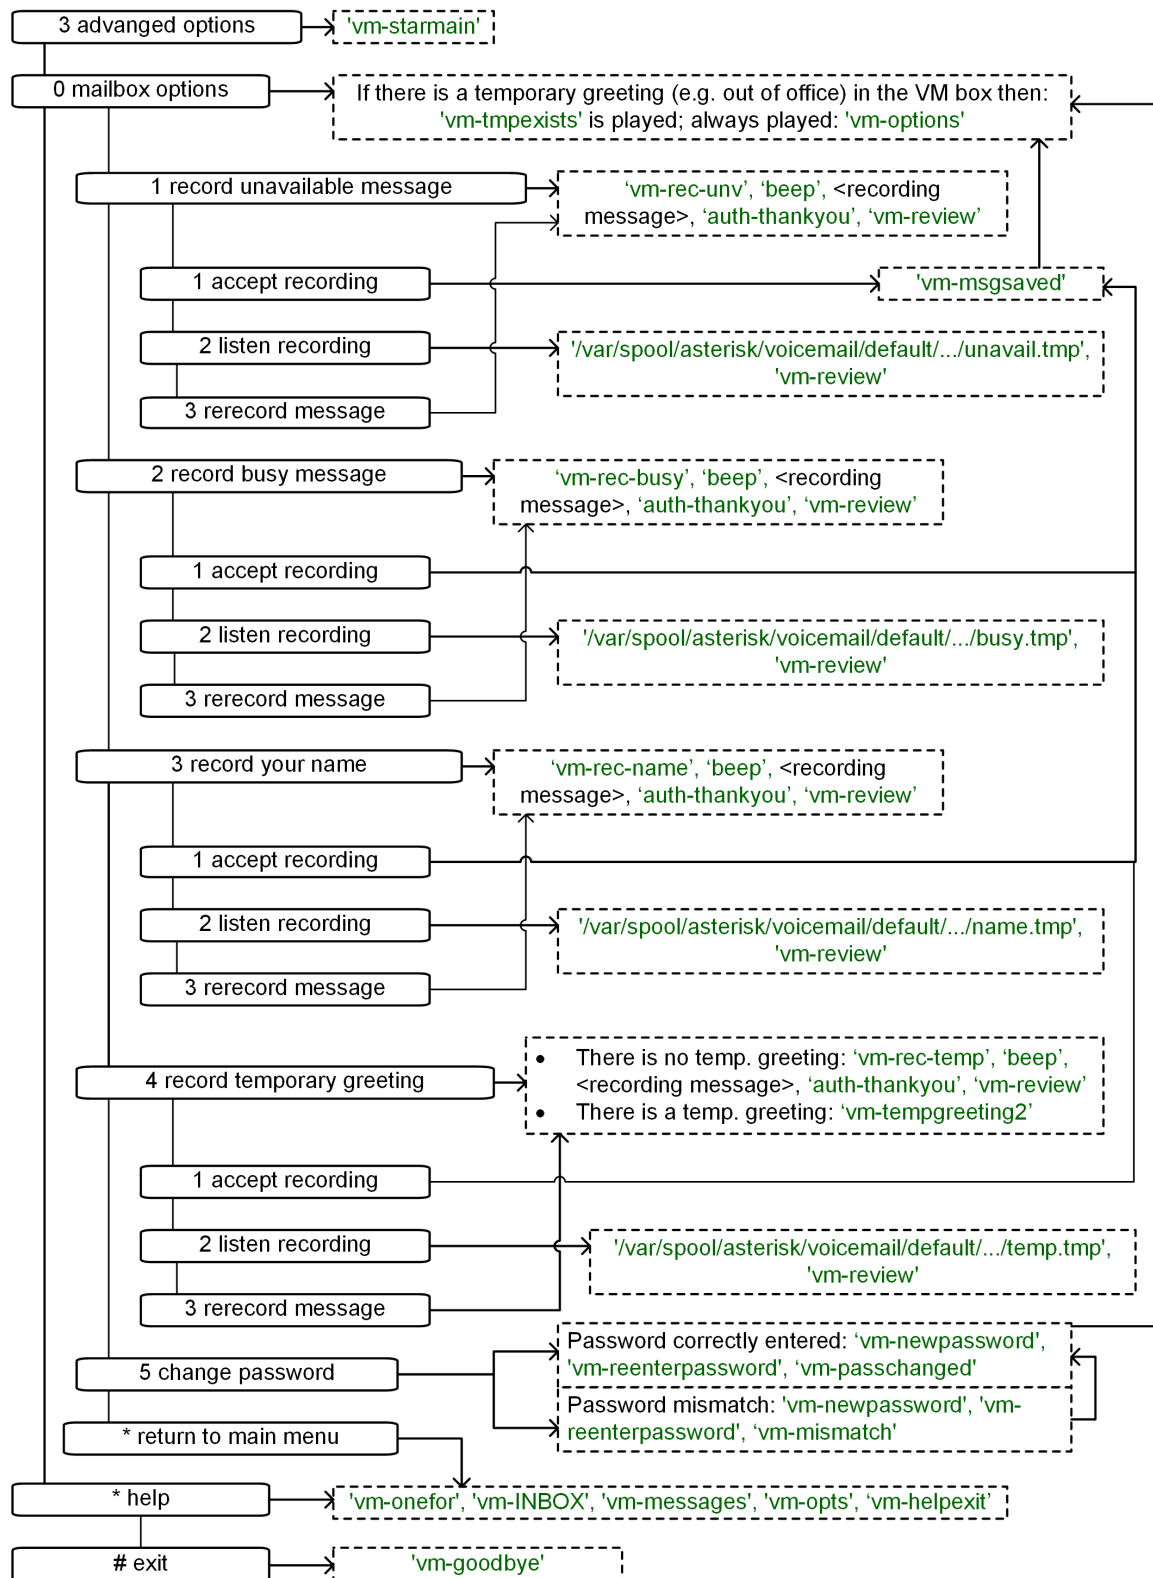 3 advanged options
'vm-starmain'
0 mailbox options
If there is a temporary greeting (e.g. out of office) in the VM box then:
'vm-tmpexists' is played; always played: 'vm-options'
1 record unavailable message
‘vm-rec-unv’, ‘beep’, <recording
message>, ‘auth-thankyou’, ‘vm-review’
1 accept recording
'vm-msgsaved'
2 listen recording
'/var/spool/asterisk/voicemail/default/.../unavail.tmp',
'vm-review'
3 rerecord message
2 record busy message
‘vm-rec-busy’, ‘beep’, <recording
message>, ‘auth-thankyou’, ‘vm-review’
1 accept recording
2 listen recording
'/var/spool/asterisk/voicemail/default/.../busy.tmp',
'vm-review'
3 rerecord message
3 record your name
‘vm-rec-name’, ‘beep’, <recording
message>, ‘auth-thankyou’, ‘vm-review’
1 accept recording
2 listen recording
'/var/spool/asterisk/voicemail/default/.../name.tmp',
'vm-review'
3 rerecord message
4 record temporary greeting
• There is no temp. greeting: ‘vm-rec-temp’, ‘beep’,
<recording message>, ‘auth-thankyou’, ‘vm-review’
• There is a temp. greeting: ‘vm-tempgreeting2’
1 accept recording
2 listen recording
'/var/spool/asterisk/voicemail/default/.../temp.tmp',
'vm-review'
3 rerecord message
5 change password
Password correctly entered: 'vm-newpassword',
'vm-reenterpassword', ‘vm-passchanged’
Password mismatch: 'vm-newpassword', 'vm-
reenterpassword', ‘vm-mismatch’
* return to main menu
* help
'vm-onefor', 'vm-INBOX', 'vm-messages', 'vm-opts', ‘vm-helpexit’
# exit
'vm-goodbye'